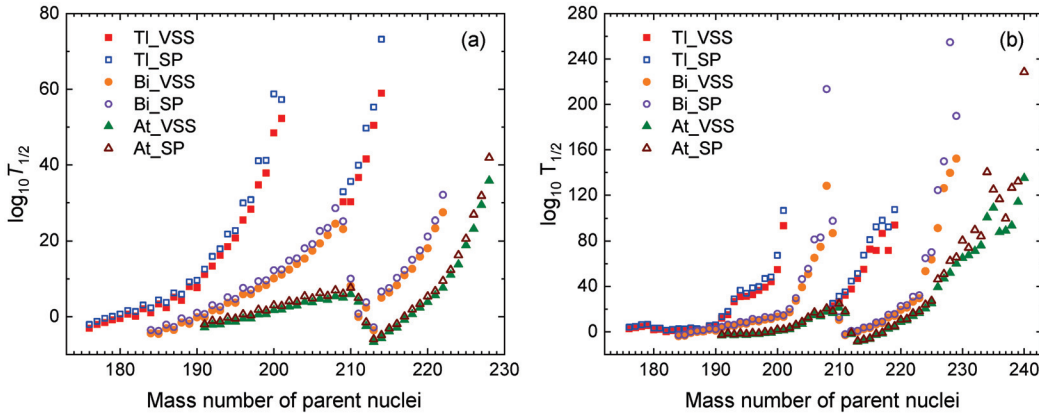 (a)
Tl_VSS
Tl_SP
Bi_VSS
Bi_SP
At_VSS
At_SP
80
60
40
20
0
log10 T1/2
180 190 200 210 220 230
Mass number of parent nuclei
(b)
Tl_VSS
Tl_SP
Bi_VSS
Bi_SP
At_VSS
At_SP
280
240
200
160
120
80
40
0
log10 T1/2
180 190 200 210 220 230 240
Mass number of parent nuclei